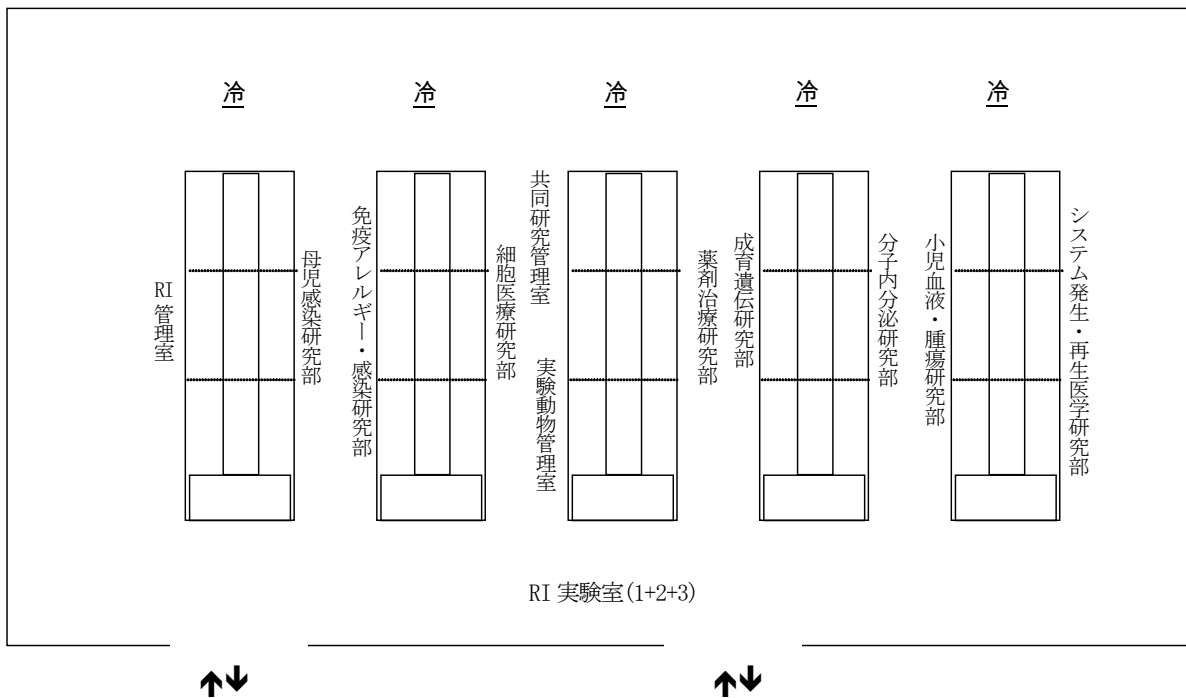 冷
冷
冷
冷
冷
RI
管理室
母児感染研究部
免疫アレルギー・感染研究部
細胞医療研究部
共同研究管理室
実験動物管理室
薬剤治療研究部
成育遺伝研究部
分子内分泌研究部
小児血液・腫瘍研究部
システム発生・再生医学研究部
RI 実験室(1+2+3)